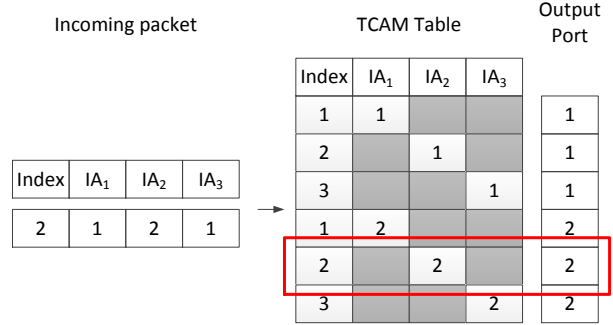 Incoming packet
TCAM Table
Output
Port
Index IA₁ IA₂ IA₃
1 1 1
2 1 1
3 1 1
1 2 2
2 2 2
3 2 2
Index IA₁ IA₂ IA₃
2 1 2 1